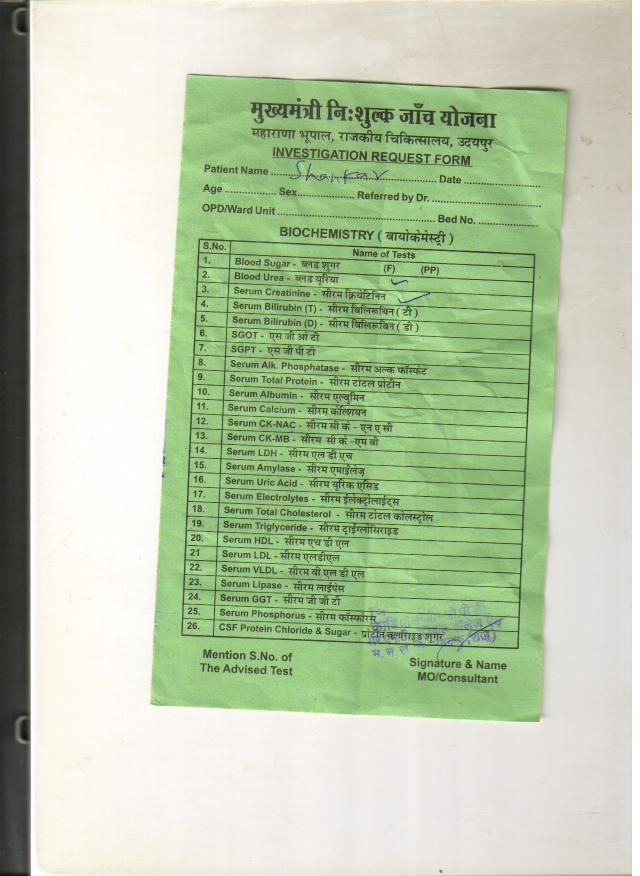 मुख्यमंत्री नि:शुल्क जाँच योजना
महाराणा भूपाल, राजकीय चिकित्सालय, उदयपुर
INVESTIGATION REQUEST FORM
Patient Name ..... Shankar ..... Date .....
Age ..... Sex..... Referred by Dr. .....
OPD/Ward Unit ..... Bed No. .....
BIOCHEMISTRY ( बायोकेमेस्ट्री )
S.No. Name of Tests
1. Blood Sugar - ब्लड शुगर (F) (PP)
2. Blood Urea - ब्लड यूरिया ✓
3. Serum Creatinine - सीरम क्रियेटिनिन ✓
4. Serum Bilirubin (T) - सीरम बिलिरूबिन ( टी )
5. Serum Bilirubin (D) - सीरम बिलिरूबिन ( डी )
6. SGOT - एस जी ओ टी
7. SGPT - एस जी पी टी
8. Serum Alk. Phosphatase - सीरम अल्क फॉस्फेट
9. Serum Total Protein - सीरम टोटल प्रोटीन
10. Serum Albumin - सीरम एल्बुमिन
11. Serum Calcium - सीरम कैल्शियन
12. Serum CK-NAC - सीरम सी के - एन ए सी
13. Serum CK-MB - सीरम सी के -एम बी
14. Serum LDH - सीरम एल डी एच
15. Serum Amylase - सीरम एमाईलेज
16. Serum Uric Acid - सीरम यूरिक एसिड
17. Serum Electrolytes - सीरम ईलेक्ट्रोलाईट्स
18. Serum Total Cholesterol - सीरम टोटल कोलस्ट्रोल
19. Serum Triglyceride - सीरम ट्राईग्लीसिराइड
20. Serum HDL - सीरम एच डी एल
21 Serum LDL - सीरम एलडीएल
22. Serum VLDL - सीरम वी एल डी एल
23. Serum Lipase - सीरम लाईपेस
24. Serum GGT - सीरम जी जी टी
25. Serum Phosphorus - सीरम फॉस्फोरस
26. CSF Protein Chloride & Sugar - प्रोटीन क्लोराइड शूगर
Mention S.No. of
The Advised Test
Signature & Name
MO/Consultant